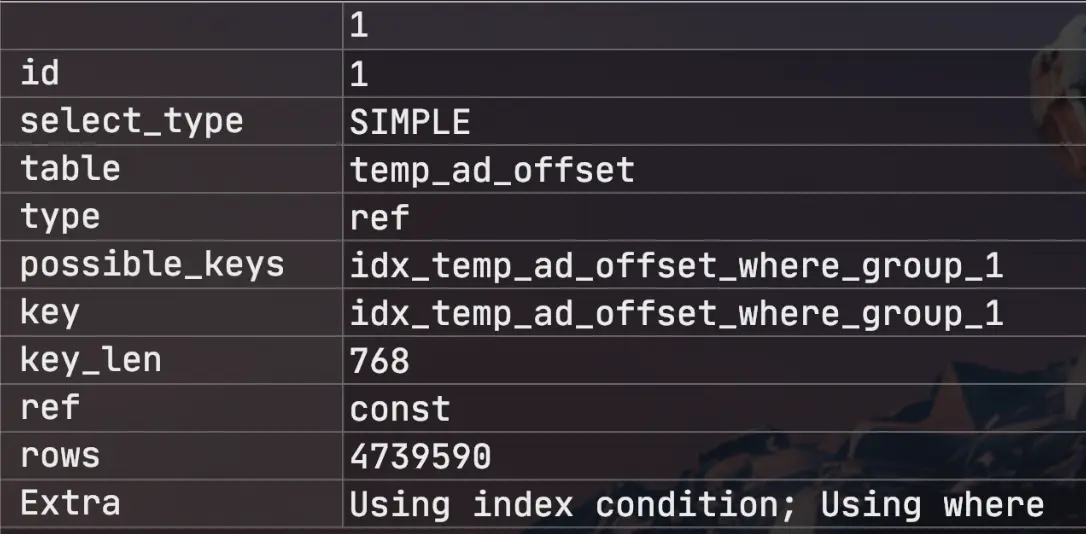 1
id 1
select_type SIMPLE
table temp_ad_offset
type ref
possible_keys idx_temp_ad_offset_where_group_1
key idx_temp_ad_offset_where_group_1
key_len 768
ref const
rows 4739590
Extra Using index condition; Using where